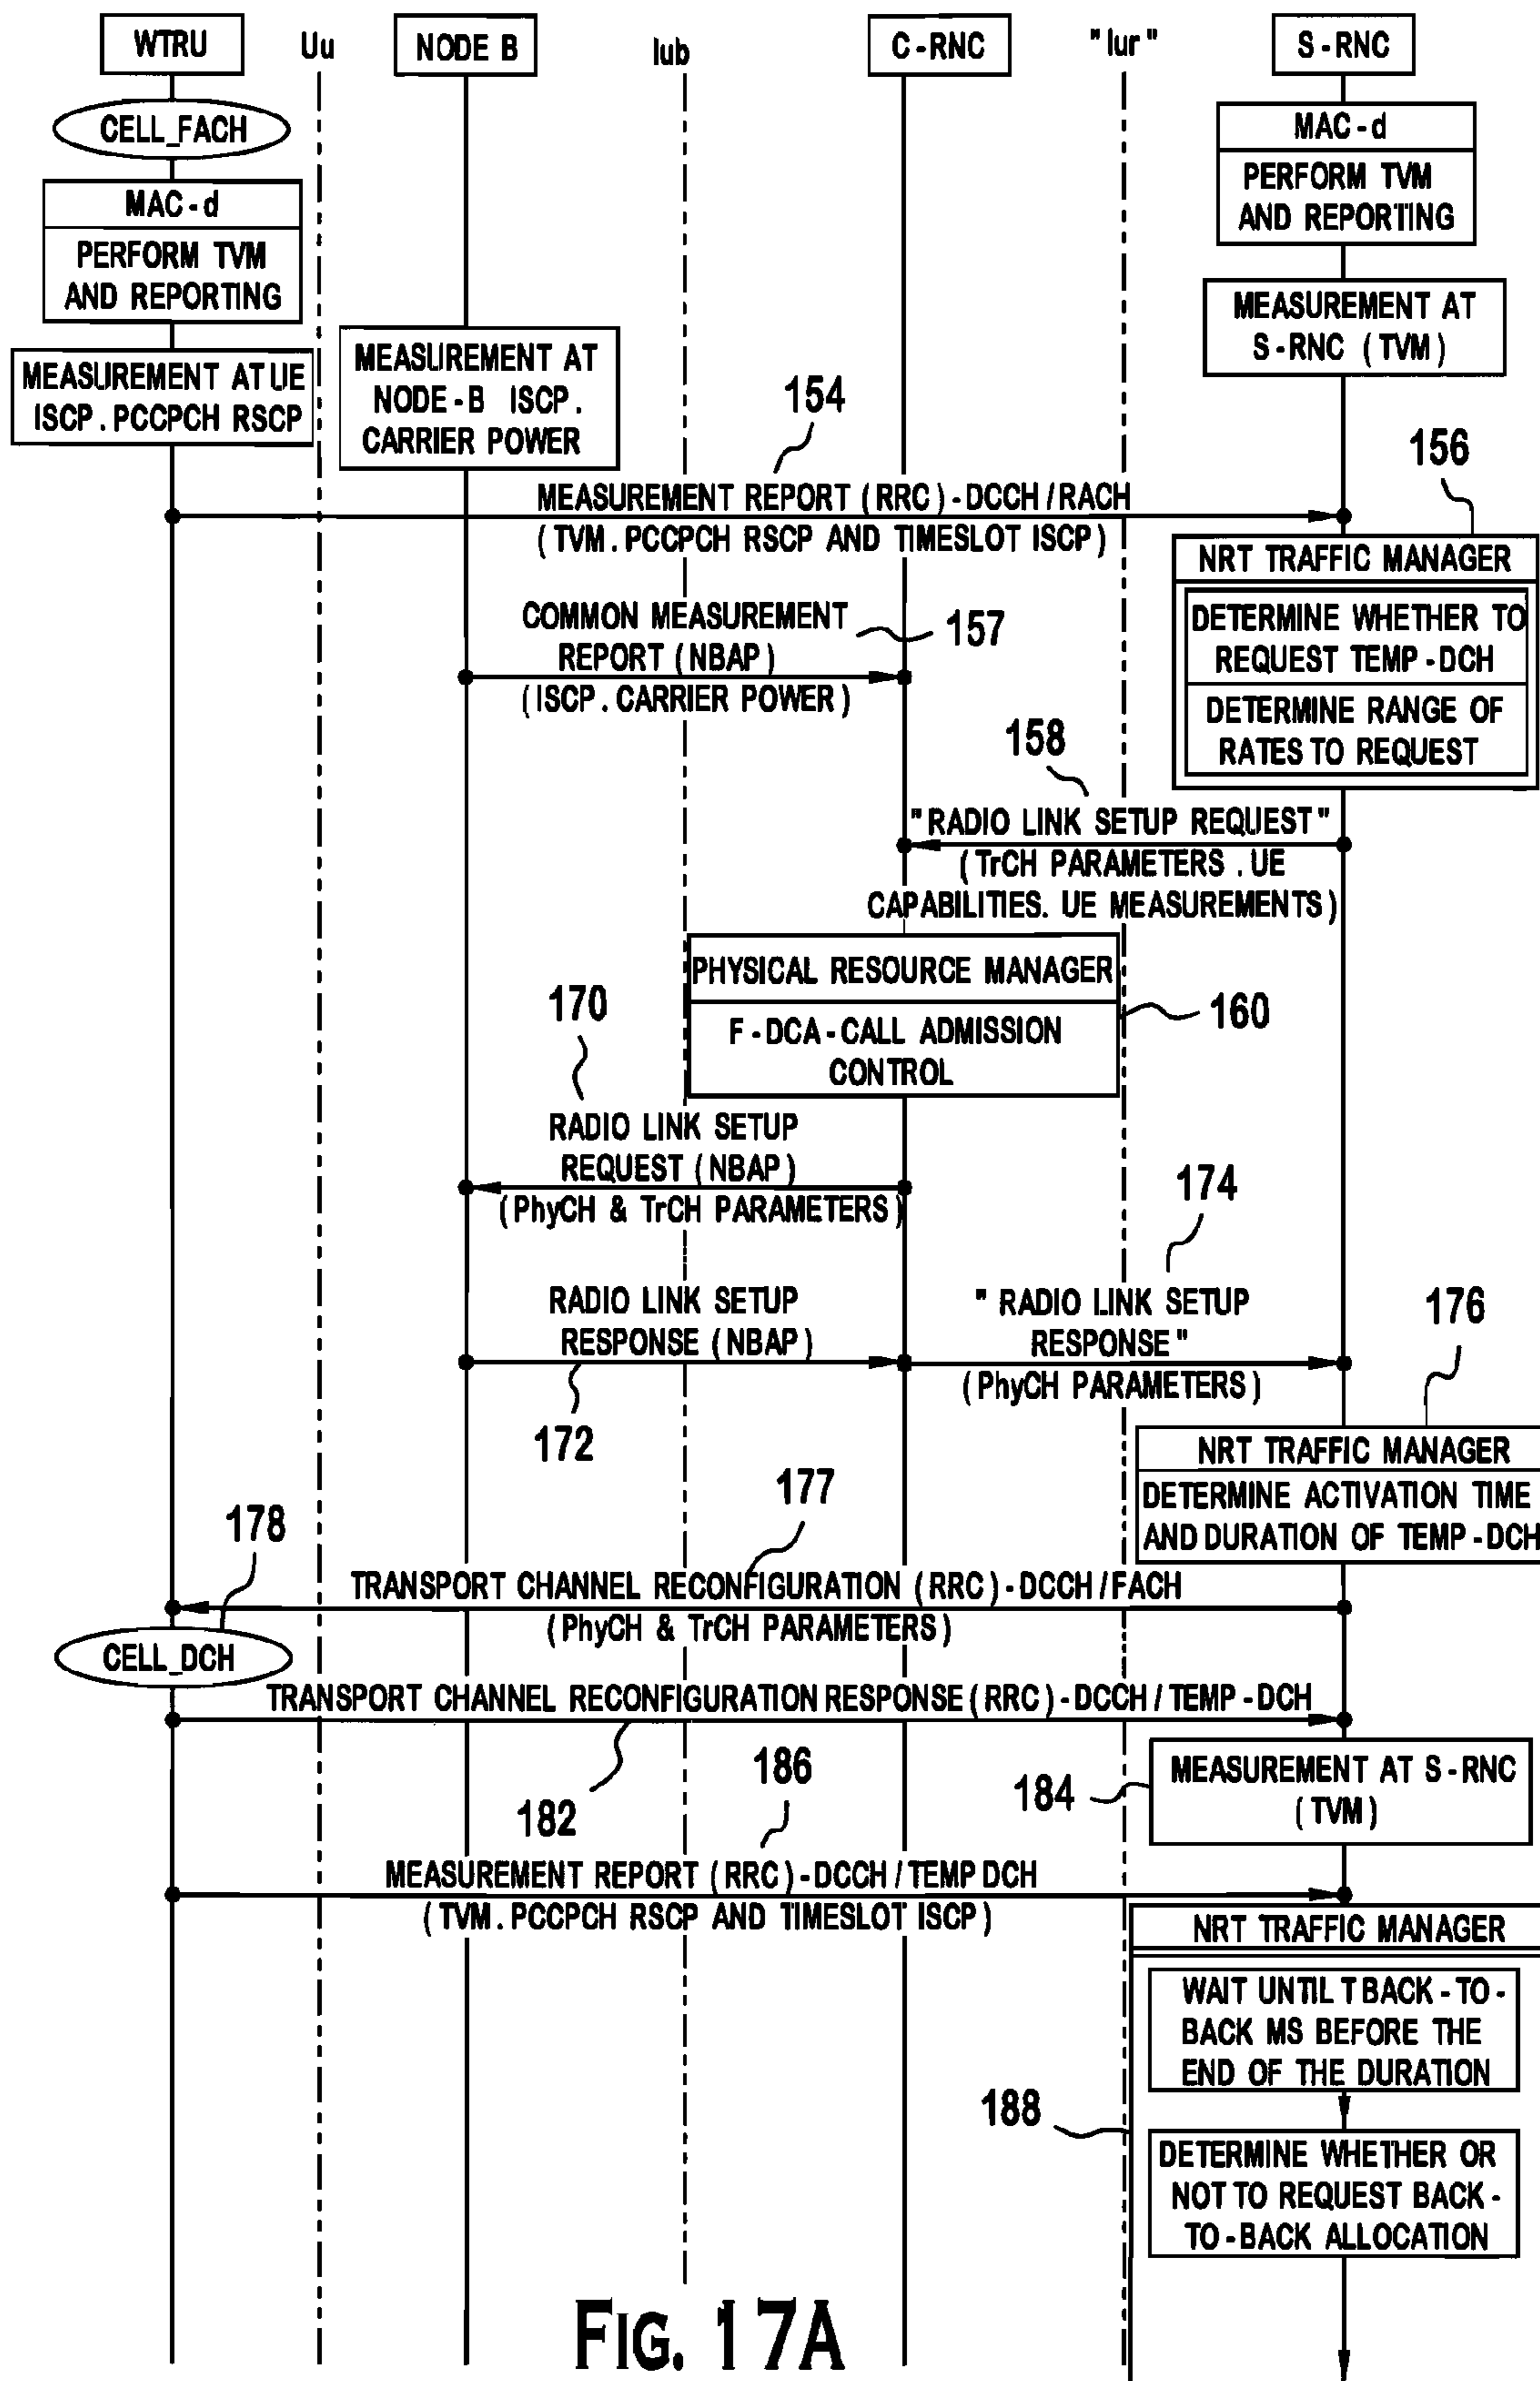 WTRU
Uu
NODE B
Iub
C-RNC
"Iur"
S-RNC
CELL_FACH
MAC-d
PERFORM TVM
AND REPORTING
MEASUREMENT AT UE
ISCP.PCCPCH RSCP
MEASUREMENT AT
NODE-B ISCP.
CARRIER POWER
MAC-d
PERFORM TVM
AND REPORTING
MEASUREMENT AT
S-RNC (TVM)
154
MEASUREMENT REPORT (RRC)-DCCH/RACH
(TVM.PCCPCH RSCP AND TIMESLOT ISCP)
156
NRT TRAFFIC MANAGER
DETERMINE WHETHER TO
REQUEST TEMP-DCH
DETERMINE RANGE OF
RATES TO REQUEST
COMMON MEASUREMENT
REPORT (NBAP)
(ISCP.CARRIER POWER)
157
158
"RADIO LINK SETUP REQUEST"
(TrCH PARAMETERS .UE
CAPABILITIES. UE MEASUREMENTS)
PHYSICAL RESOURCE MANAGER
F-DCA-CALL ADMISSION
CONTROL
160
170
RADIO LINK SETUP
REQUEST (NBAP)
(PhyCH & TrCH PARAMETERS)
174
RADIO LINK SETUP
RESPONSE (NBAP)
172
" RADIO LINK SETUP
RESPONSE"
(PhyCH PARAMETERS)
176
NRT TRAFFIC MANAGER
DETERMINE ACTIVATION TIME
AND DURATION OF TEMP-DCH
177
178
TRANSPORT CHANNEL RECONFIGURATION (RRC)-DCCH/FACH
(PhyCH & TrCH PARAMETERS)
CELL_DCH
TRANSPORT CHANNEL RECONFIGURATION RESPONSE (RRC)-DCCH/TEMP-DCH
182
186
184
MEASUREMENT AT S-RNC
(TVM)
MEASUREMENT REPORT (RRC)-DCCH/TEMP DCH
(TVM.PCCPCH RSCP AND TIMESLOT ISCP)
NRT TRAFFIC MANAGER
WAIT UNTIL T BACK-TO-
BACK MS BEFORE THE
END OF THE DURATION
188
DETERMINE WHETHER OR
NOT TO REQUEST BACK-
TO-BACK ALLOCATION
FIG. 17A